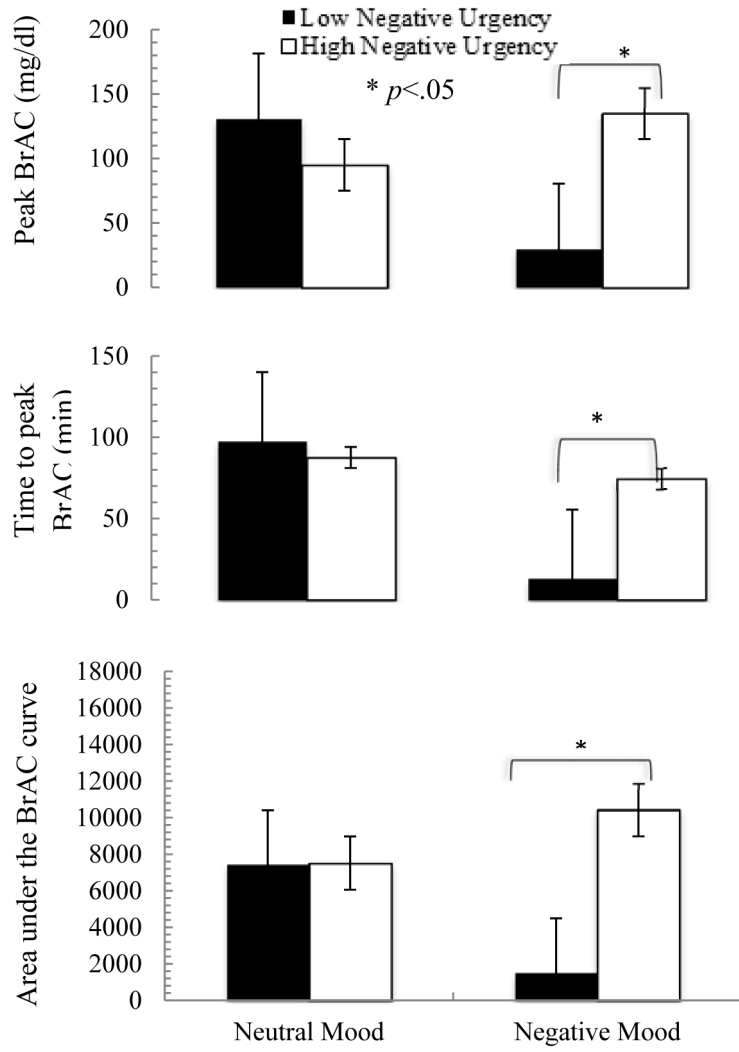 Low Negative Urgency
High Negative Urgency
* p<.05
Peak BrAC (mg/dl)
200
150
100
50
0
*
Time to peak
BrAC (min)
150
100
50
0
*
Area under the BrAC curve
18000
16000
14000
12000
10000
8000
6000
4000
2000
0
*
Neutral Mood
Negative Mood